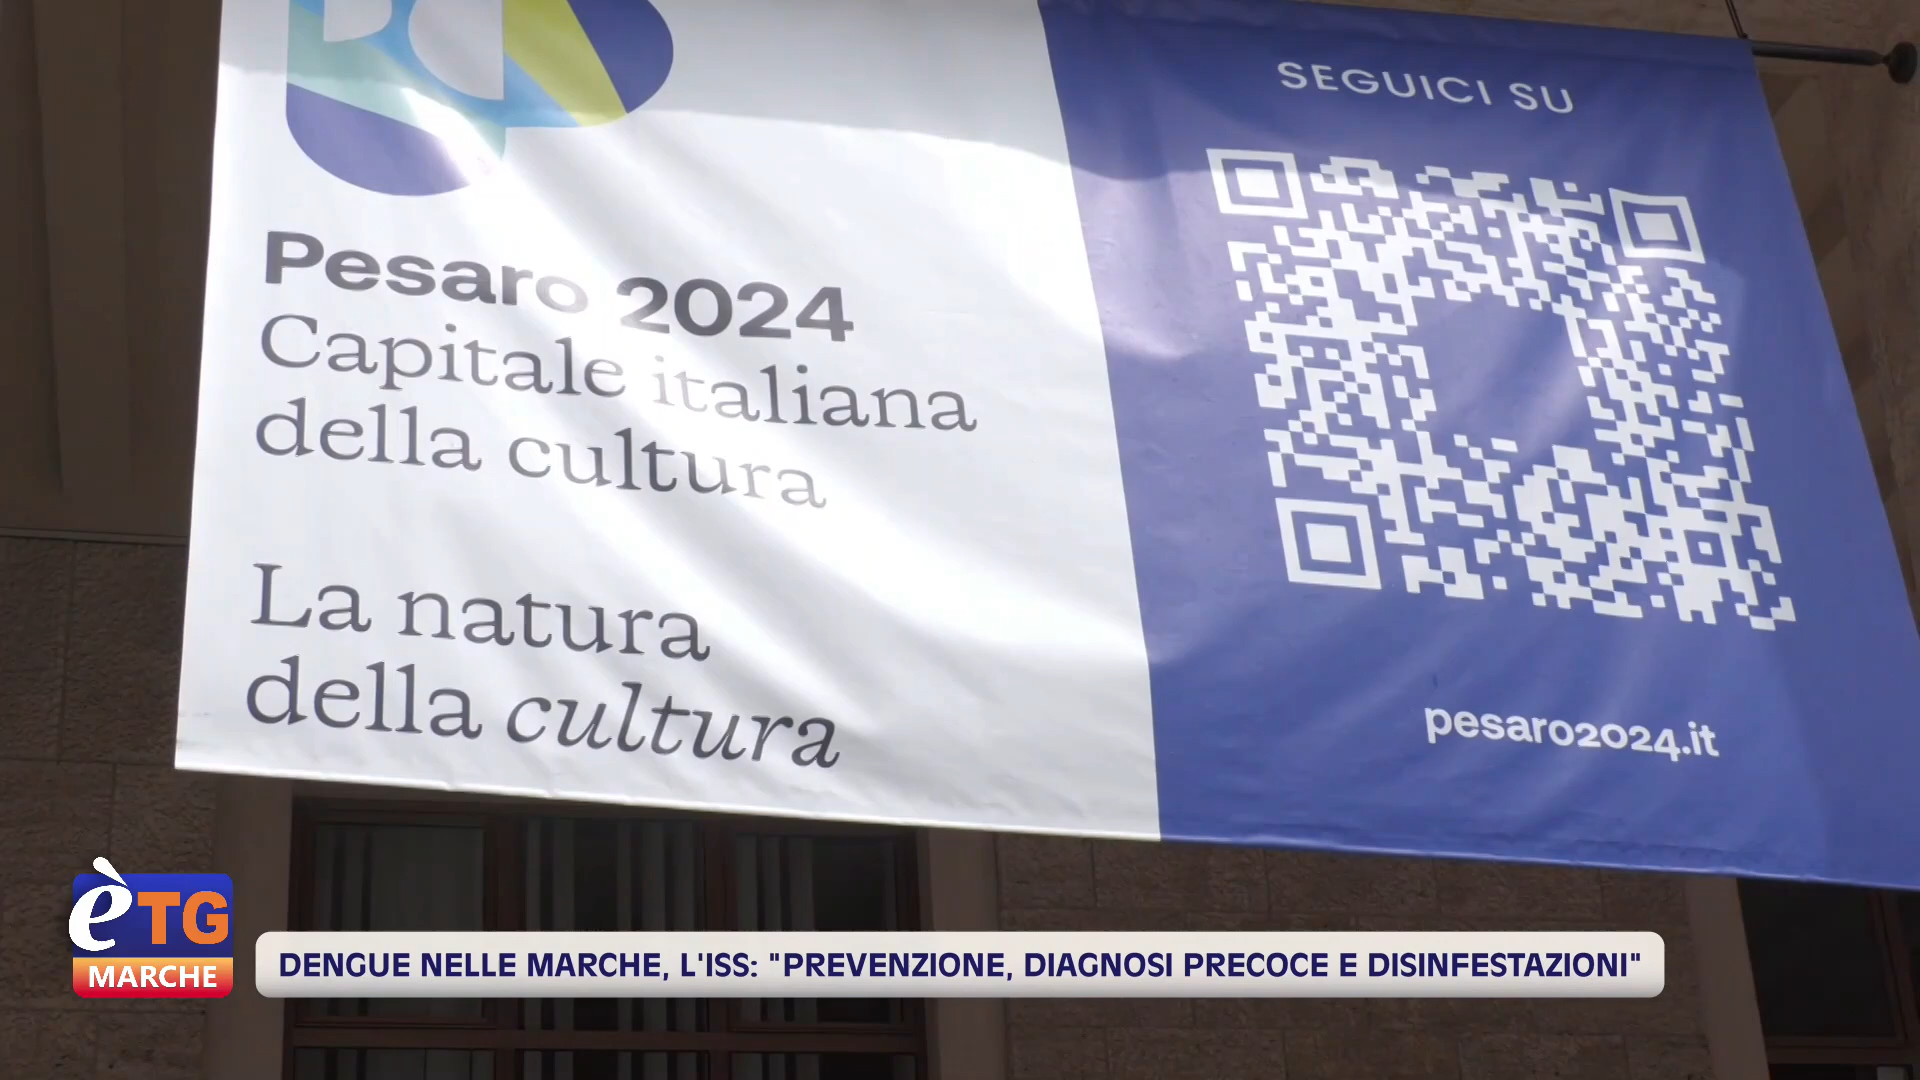 Pesaro 2024
Capitale italiana
della cultura
La natura
della cultura
SEGUICI SU
pesaro2024.it
èTG
MARCHE
DENGUE NELLE MARCHE, L'ISS: "PREVENZIONE, DIAGNOSI PRECOCE E DISINFESTAZIONI"